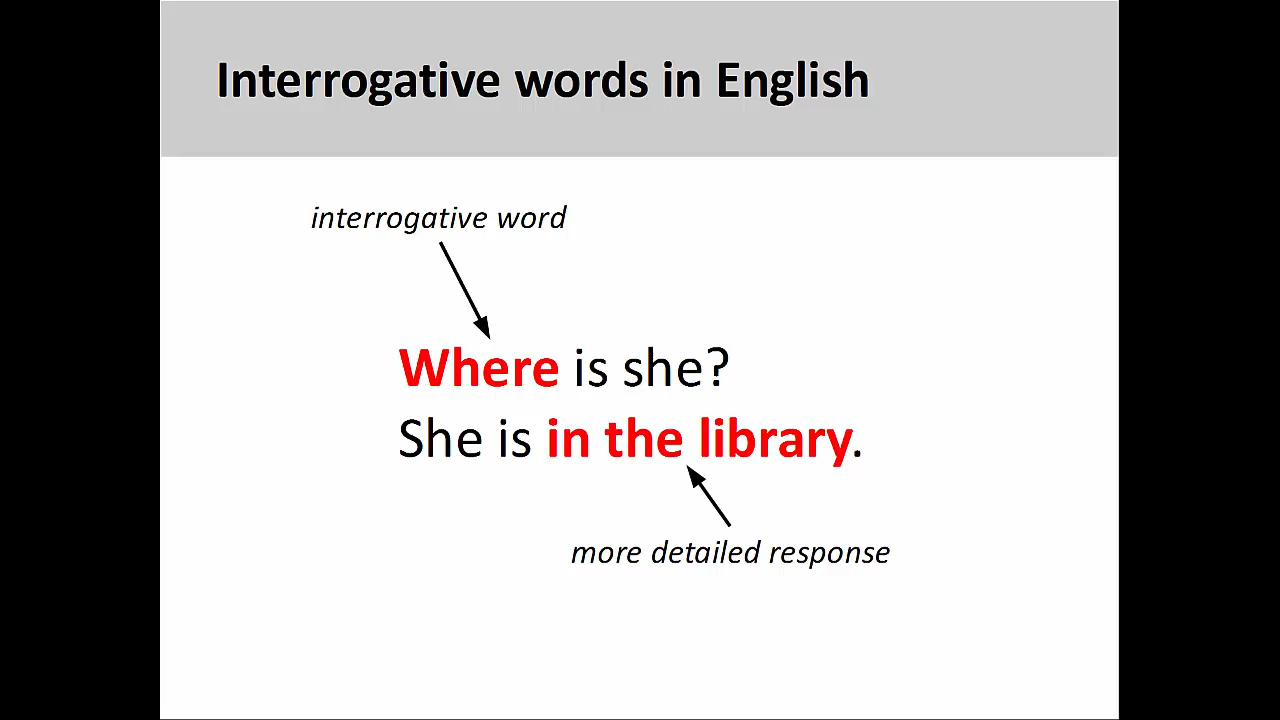 Interrogative words in English
interrogative word
Where is she?
She is in the library.
more detailed response